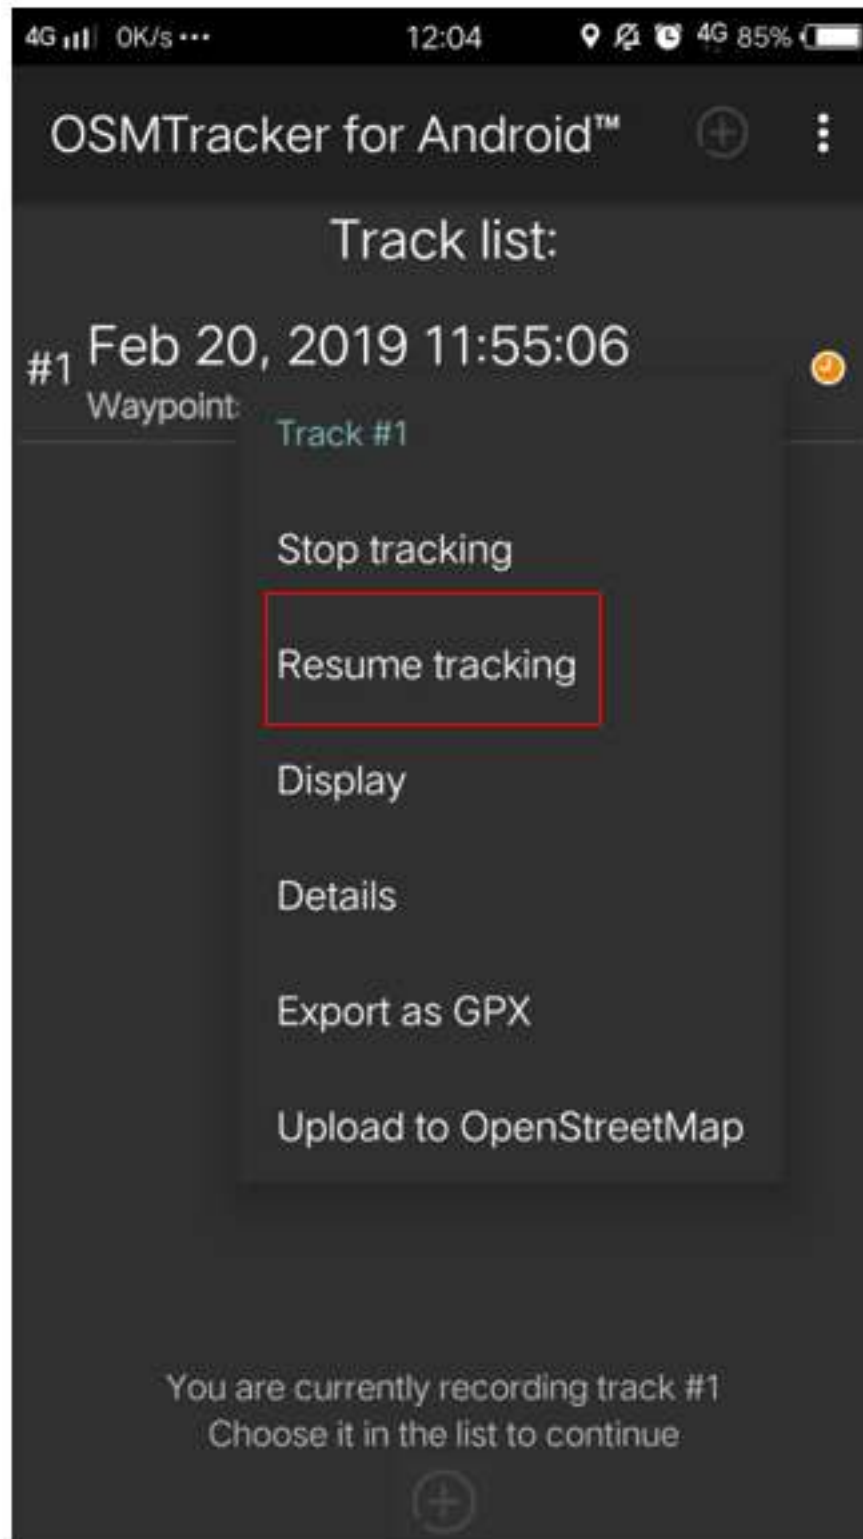 4G 0K/s ··· 12:04 4G 85%
OSMTracker for Android™
Track list:
#1 Feb 20, 2019 11:55:06
Waypoint
Track #1
Stop tracking
Resume tracking
Display
Details
Export as GPX
Upload to OpenStreetMap
You are currently recording track #1
Choose it in the list to continue